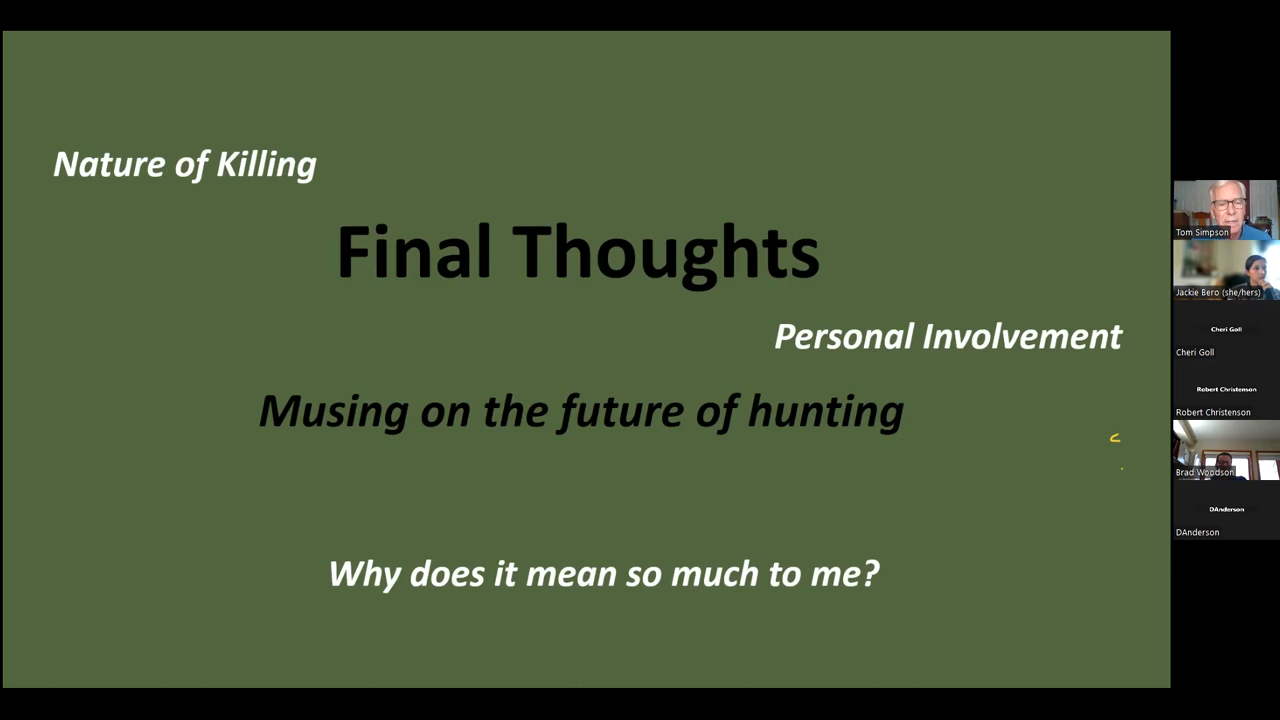 Nature of Killing
Final Thoughts
Personal Involvement
Musing on the future of hunting
Why does it mean so much to me?
Tom Simpson
Jackie Bero (she/hers)
Cheri Goll
Cheri Goll
Robert Christenson
Robert Christenson
Brad Woodson
DAnderson
DAnderson